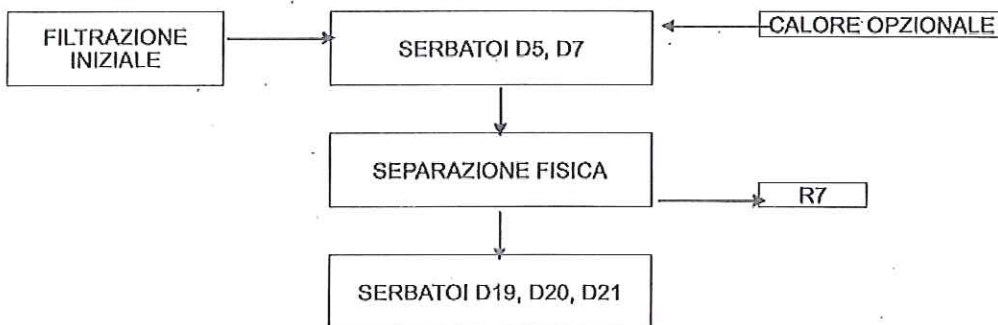 FILTRAZIONE
INIZIALE
SERBATOI D5, D7
CALORE OPZIONALE
SEPARAZIONE FISICA
R7
SERBATOI D19, D20, D21